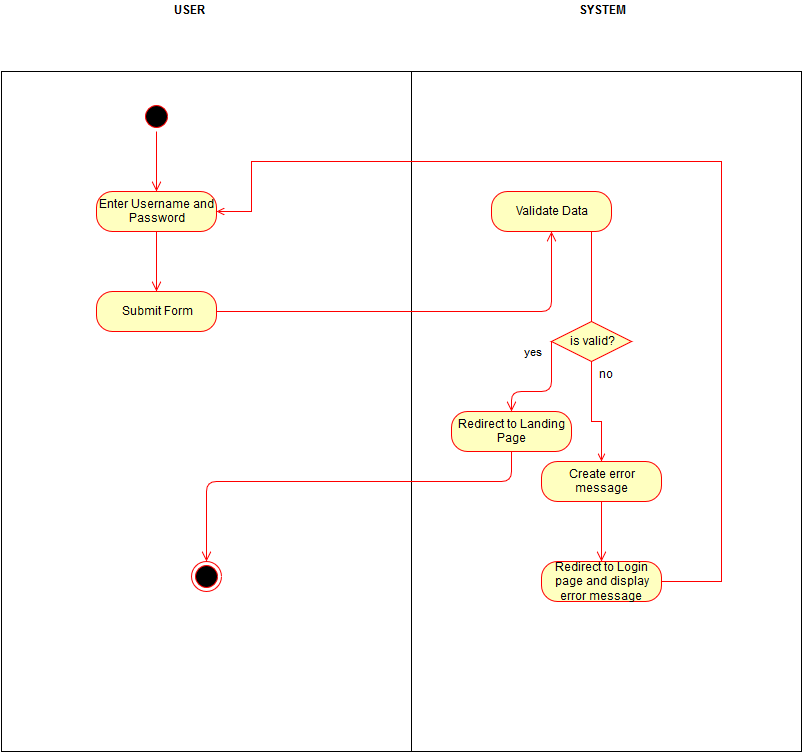 USER
SYSTEM
Enter Username and
Password
Validate Data
Submit Form
is valid?
yes
no
Redirect to Landing
Page
Create error
message
Redirect to Login
page and display
error message